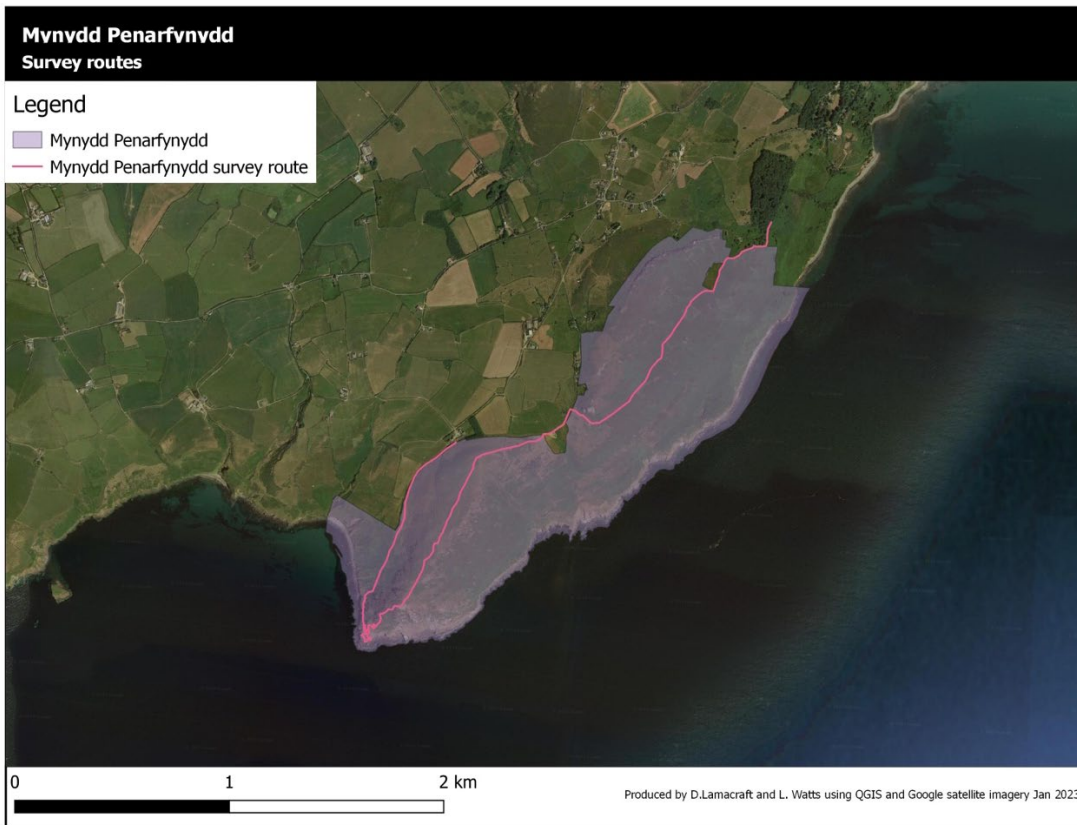 Mynydd Penarfynydd
Survey routes
Legend
Mynydd Penarfynydd
Mynydd Penarfynydd survey route
0 1 2 km
Produced by D.Lamacraft and L. Watts using QGIS and Google satellite imagery Jan 2023